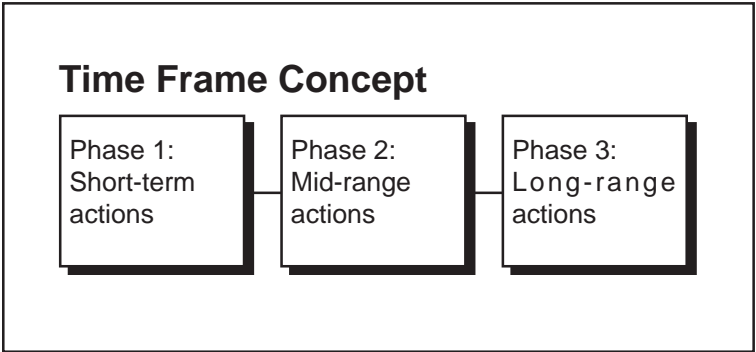 Time Frame Concept
Phase 1:
Short-term
actions
Phase 2:
Mid-range
actions
Phase 3:
Long-range
actions